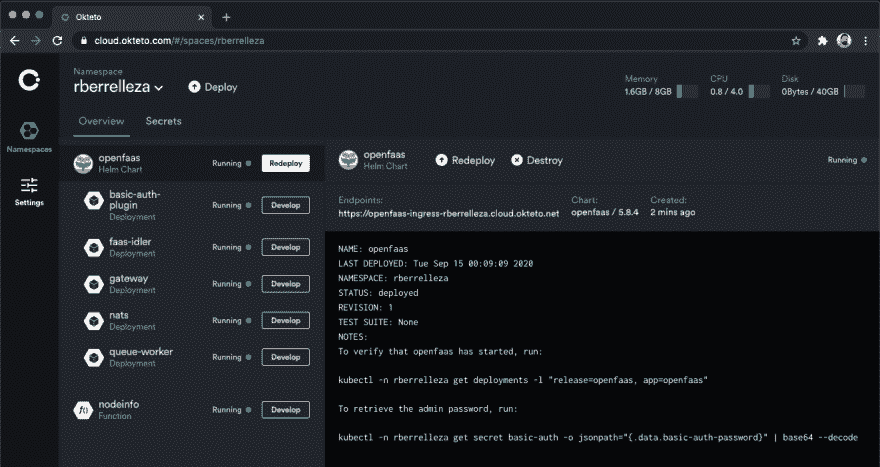 Okteto
cloud.okteto.com/#/spaces/rberrelleza
Namespace
rberrelleza
Deploy
Memory
1.6GB / 8GB
CPU
0.8 / 4.0
Disk
0Bytes / 40GB
Overview
Secrets
Namespaces
Settings
openfaas
Helm Chart
Running
Redeploy
basic-auth-
plugin
Deployment
Running
Develop
faas-idler
Deployment
Running
Develop
gateway
Deployment
Running
Develop
nats
Deployment
Running
Develop
queue-worker
Deployment
Running
Develop
f()
nodeinfo
Function
Running
Develop
openfaas
Helm Chart
Redeploy
Destroy
Running
Endpoints:
https://openfaas-ingress-rberrelleza.cloud.okteto.net
Chart:
openfaas / 5.8.4
Created:
2 mins ago
NAME: openfaas
LAST DEPLOYED: Tue Sep 15 00:09:09 2020
NAMESPACE: rberrelleza
STATUS: deployed
REVISION: 1
TEST SUITE: None
NOTES:
To verify that openfaas has started, run:
kubectl -n rberrelleza get deployments -l "release=openfaas, app=openfaas"
To retrieve the admin password, run:
kubectl -n rberrelleza get secret basic-auth -o jsonpath="{.data.basic-auth-password}" | base64 --decode